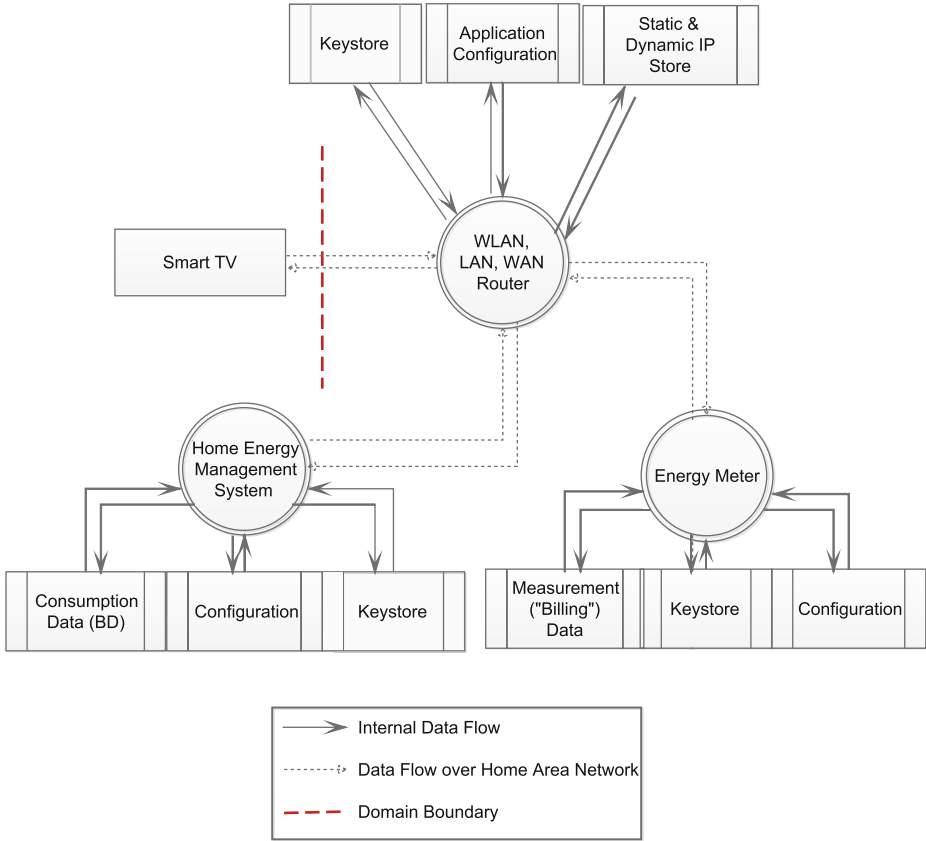 Keystore
Application
Configuration
Static &
Dynamic IP
Store
Smart TV
WLAN,
LAN, WAN
Router
Home Energy
Management
System
Energy Meter
Consumption
Data (BD)
Configuration
Keystore
Measurement
("Billing")
Data
Keystore
Configuration
Internal Data Flow
Data Flow over Home Area Network
Domain Boundary